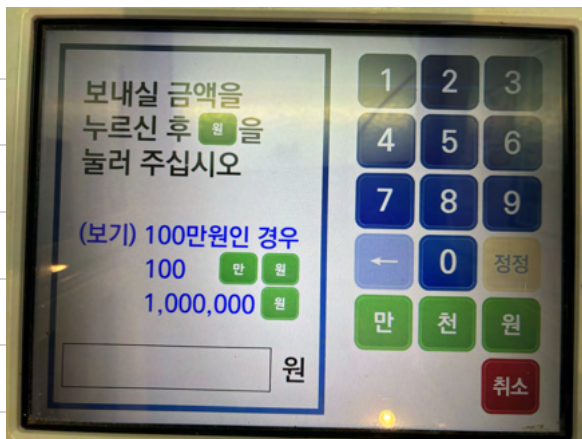 보내실 금액을
누르신 후 원 을
눌러 주십시오
(보기) 100만원인 경우
100 만 원
1,000,000 원
원
1 2 3
4 5 6
7 8 9
← 0 정정
만 천 원
취소